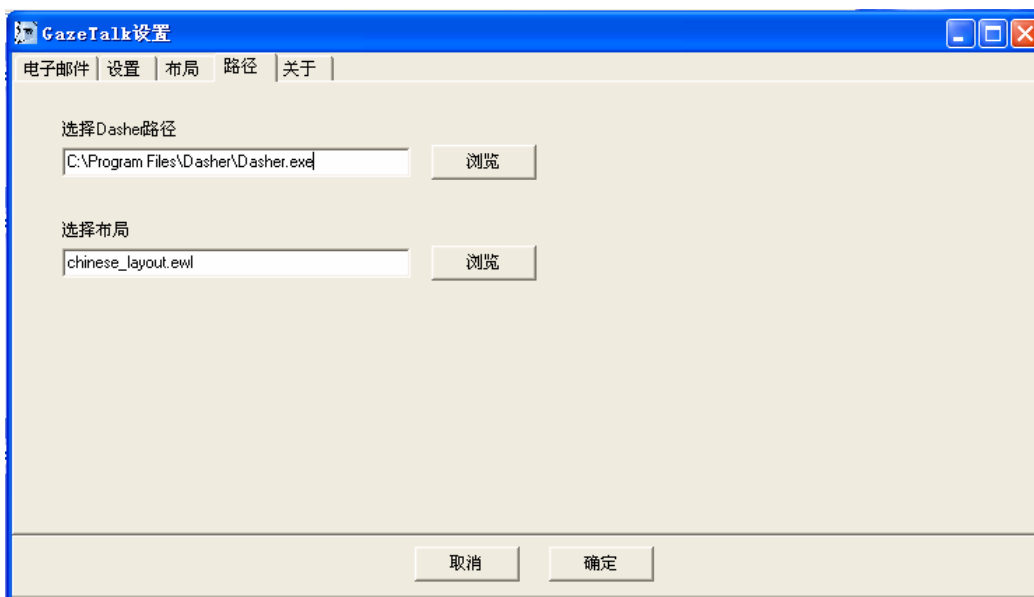 GazeTalk设置
电子邮件 设置 布局 路径 关于
选择Dasher路径
C:\Program Files\Dasher\Dasher.exe
浏览
选择布局
chinese_layout.ewl
浏览
取消 确定